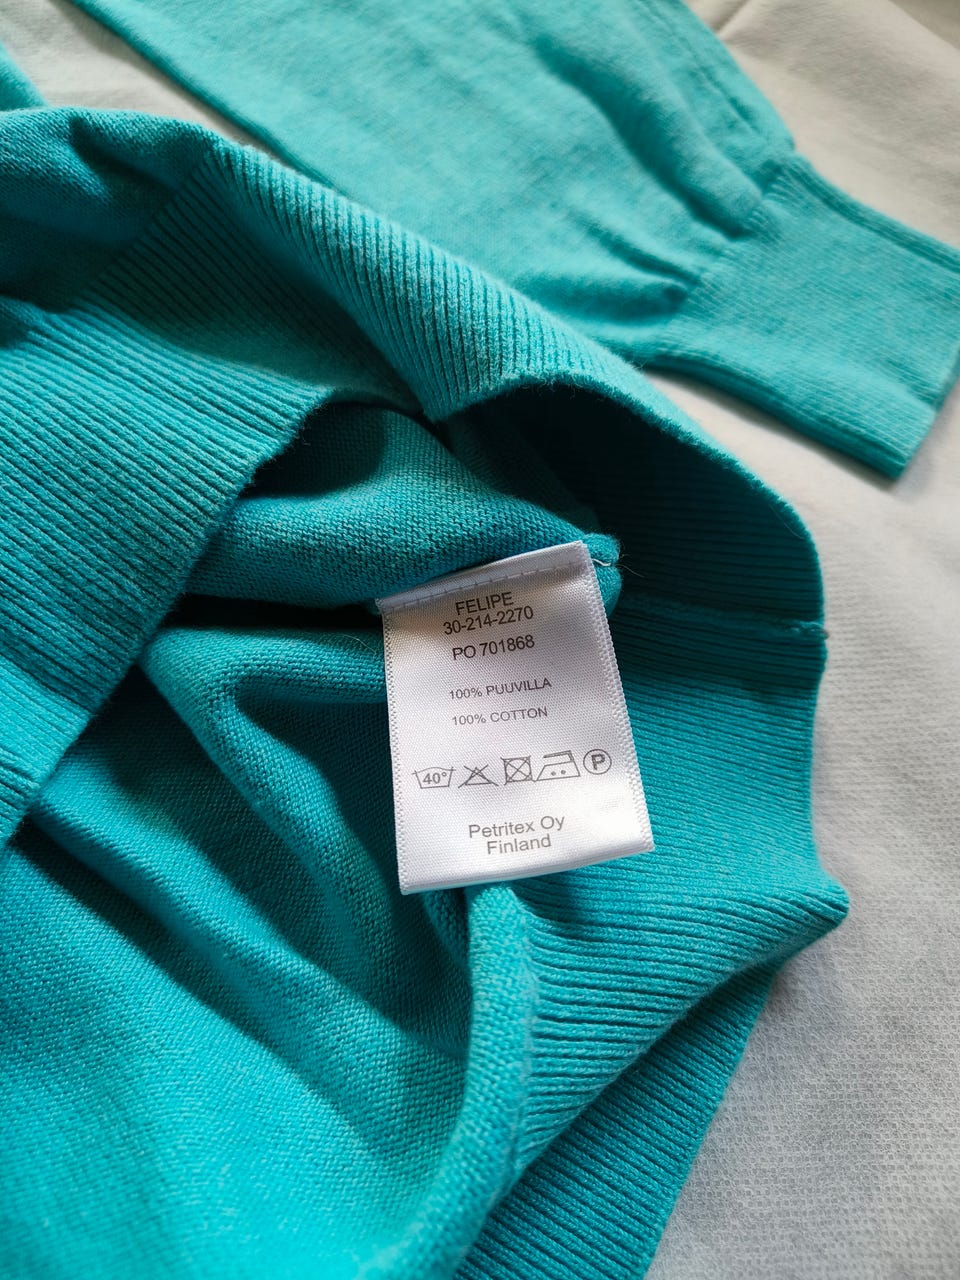 FELIPE
30-214-2270
PO 701868
100% PUUVILLA
100% COTTON
40° P
Petritex Oy
Finland